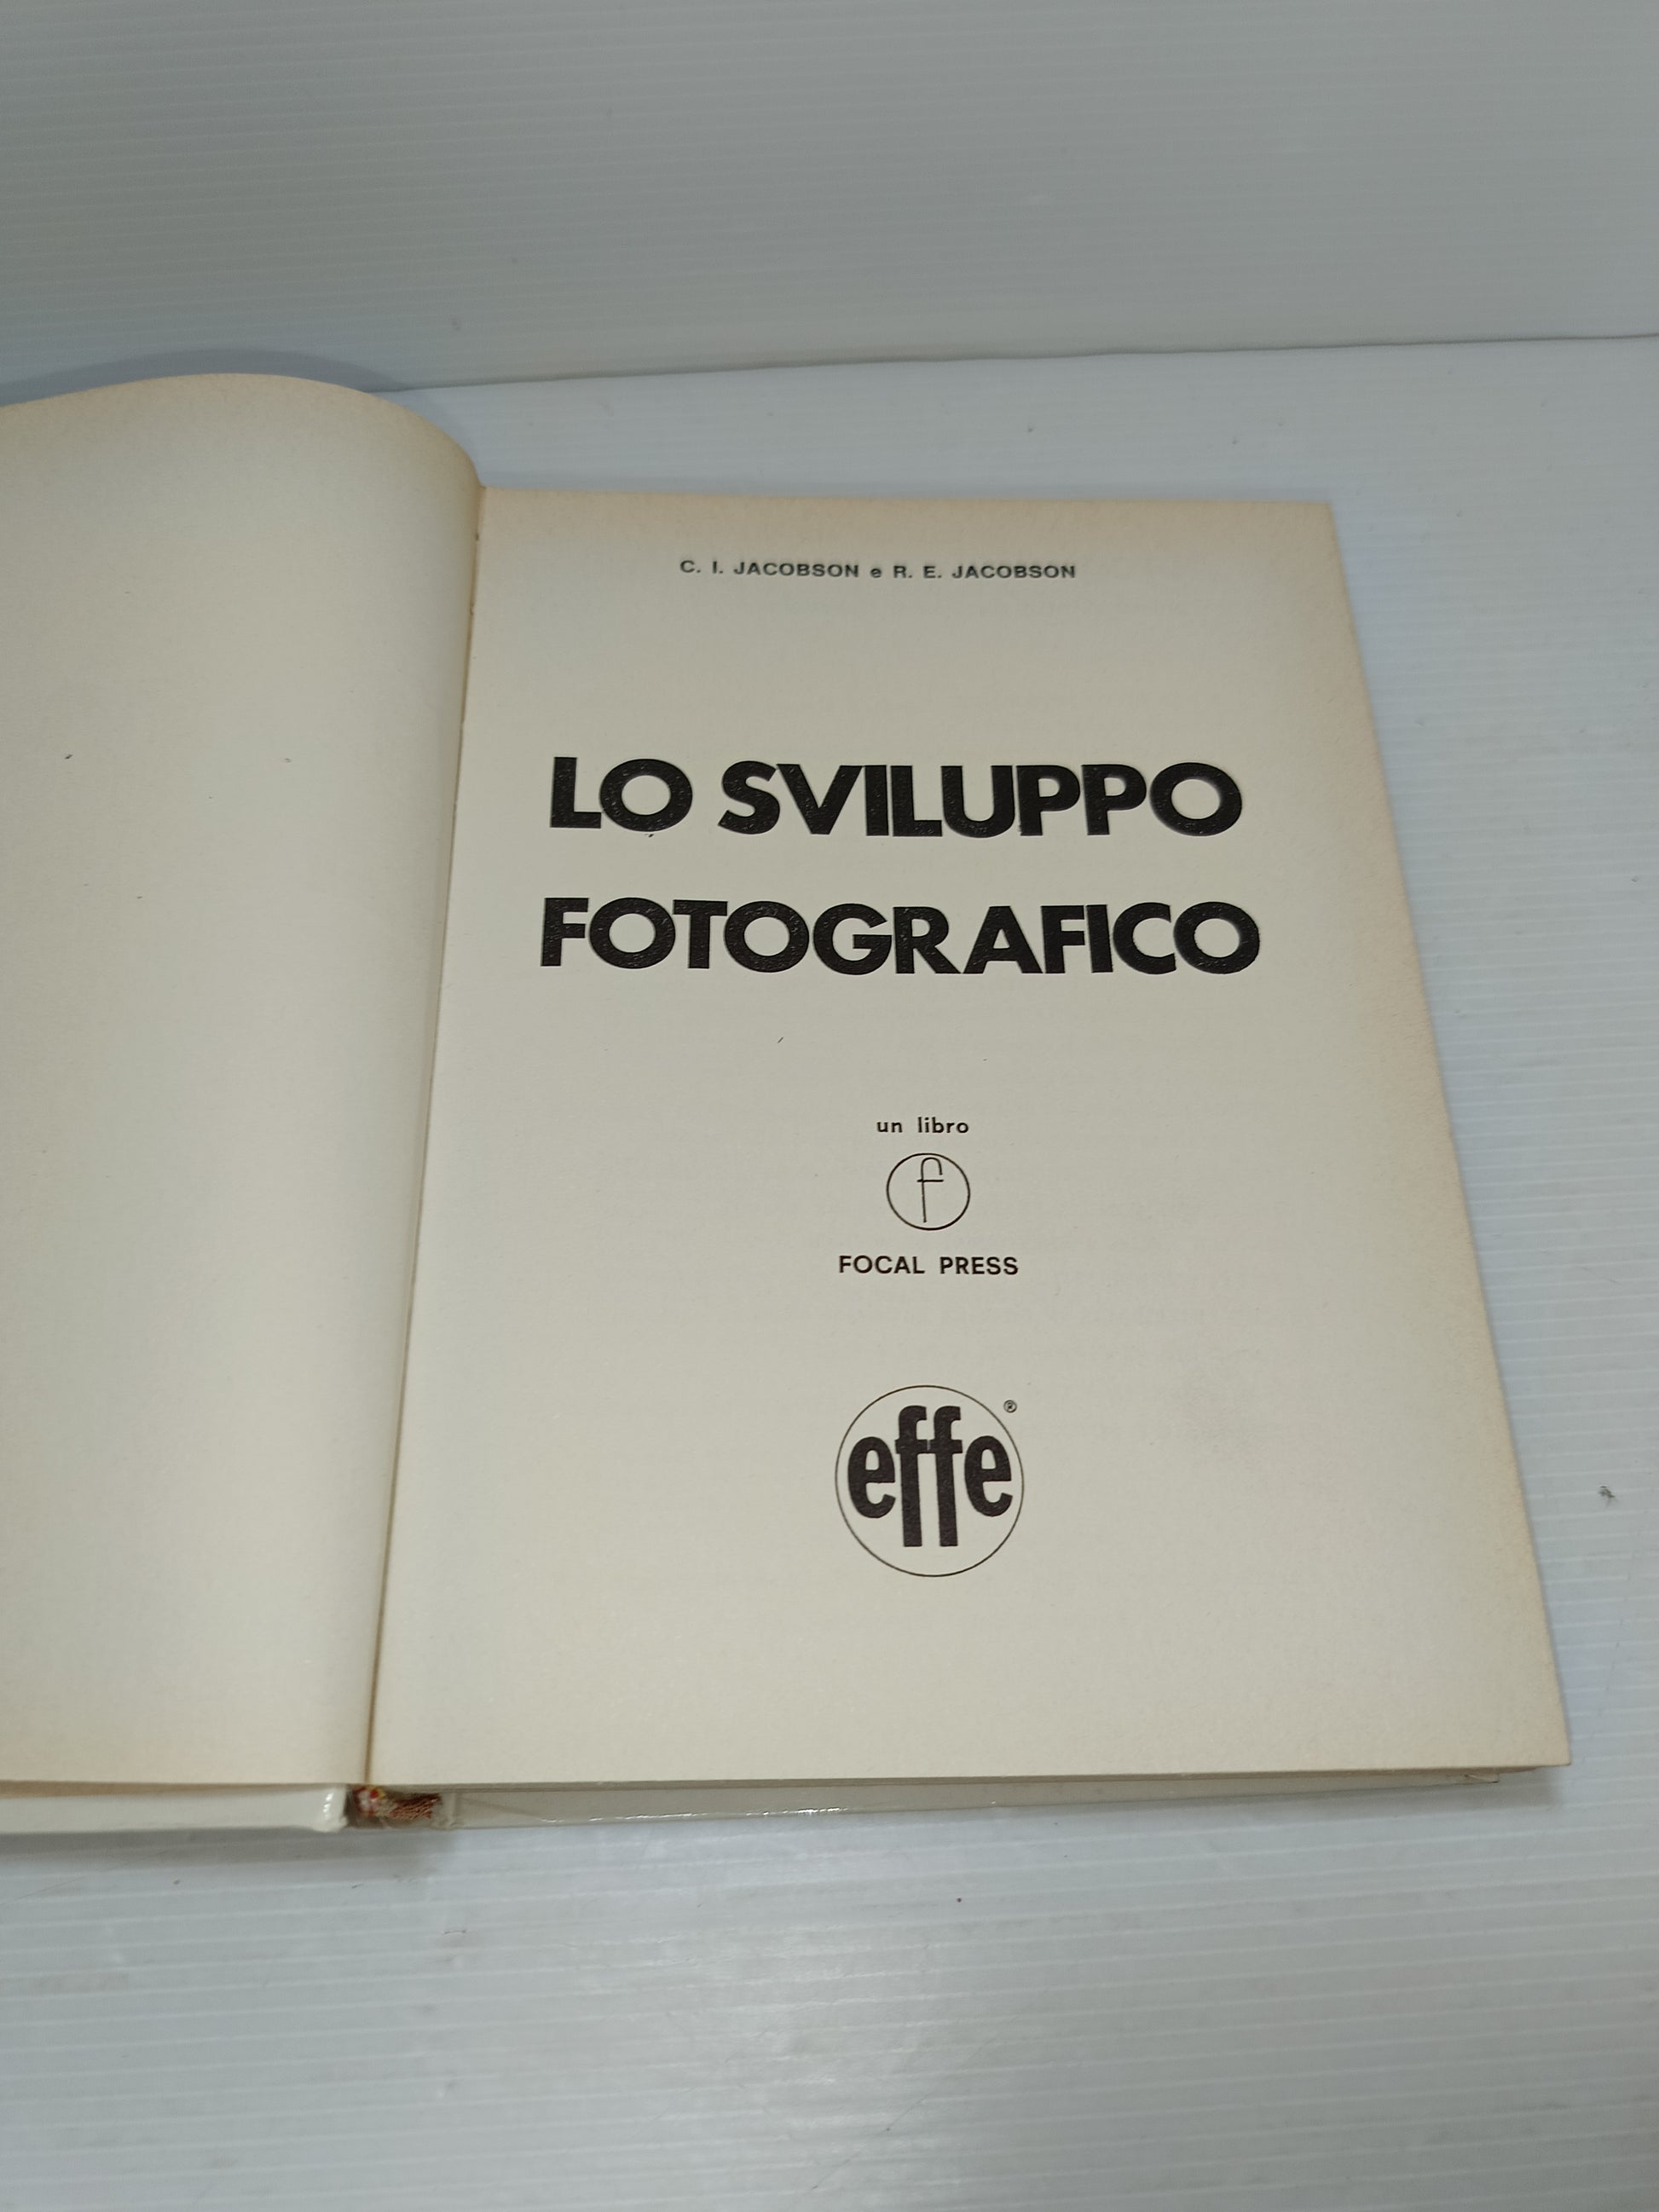 C. I. JACOBSON e R. E. JACOBSON
LO SVILUPPO
FOTOGRAFICO
un libro
f
FOCAL PRESS
effe®